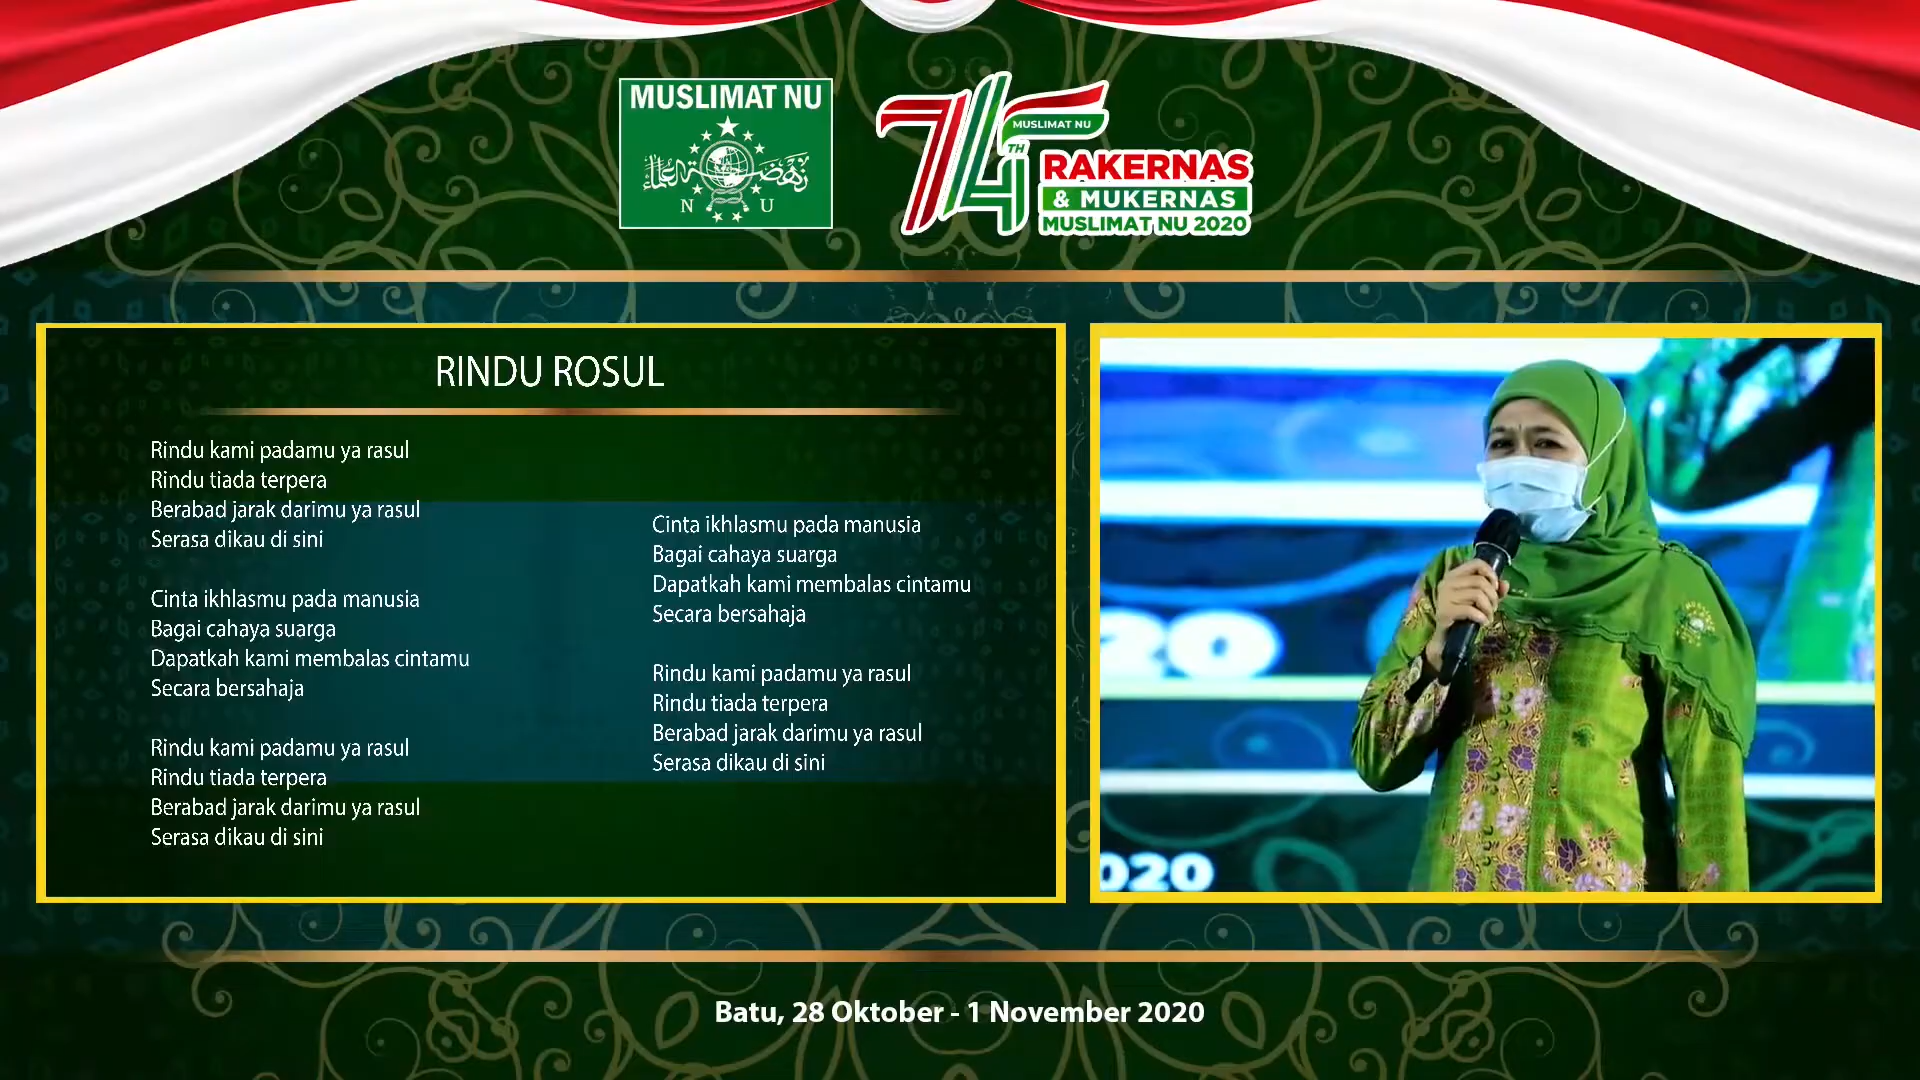 MUSLIMAT NU
نهضة العلماء
N U
74TH
MUSLIMAT NU
RAKERNAS
& MUKERNAS
MUSLIMAT NU 2020
RINDU ROSUL
Rindu kami padamu ya rasul
Rindu tiada terpera
Berabad jarak darimu ya rasul
Serasa dikau di sini
Cinta ikhlasmu pada manusia
Bagai cahaya suarga
Dapatkah kami membalas cintamu
Secara bersahaja
Rindu kami padamu ya rasul
Rindu tiada terpera
Berabad jarak darimu ya rasul
Serasa dikau di sini
Cinta ikhlasmu pada manusia
Bagai cahaya suarga
Dapatkah kami membalas cintamu
Secara bersahaja
Rindu kami padamu ya rasul
Rindu tiada terpera
Berabad jarak darimu ya rasul
Serasa dikau di sini
20
020
Batu, 28 Oktober - 1 November 2020